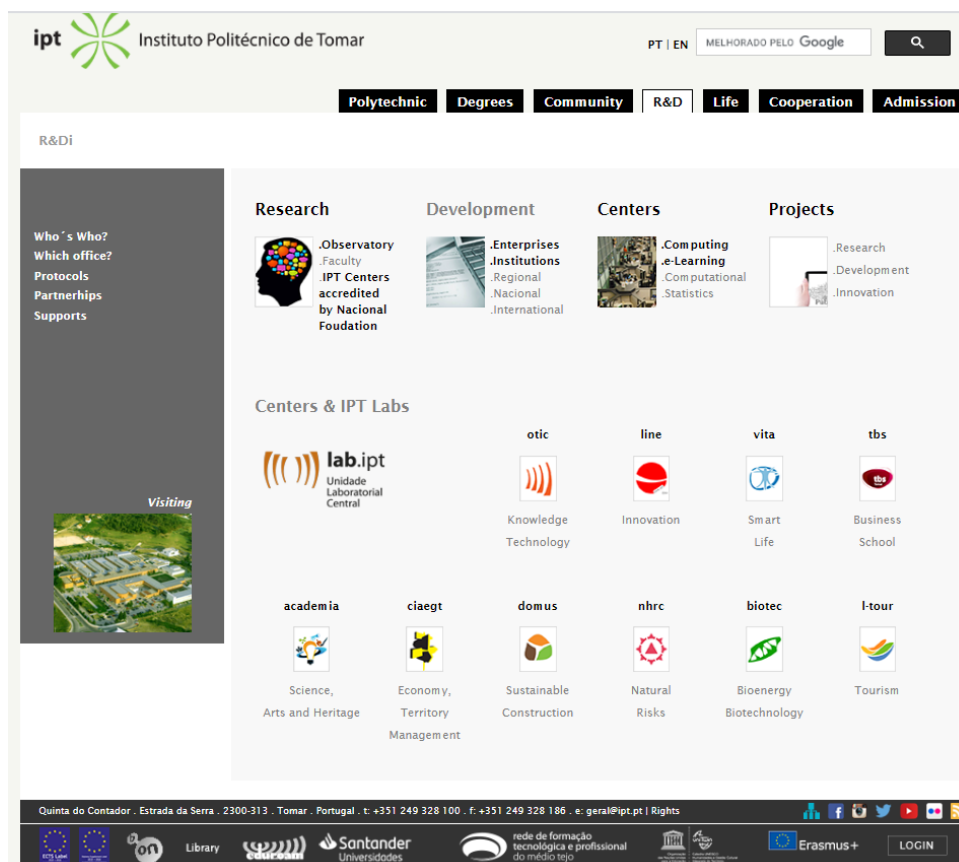 ipt Instituto Politécnico de Tomar
PT | EN MELHORADO PELO Google
Polytechnic Degrees Community R&D Life Cooperation Admission
R&Di
Who´s Who?
Which office?
Protocols
Partnerhips
Supports
Visiting
Research
.Observatory
.Faculty
.IPT Centers
accredited
by Nacional
Foudation
Development
.Enterprises
.Institutions
.Regional
.Nacional
.International
Centers
.Computing
.e-Learning
.Computational
.Statistics
Projects
.Research
.Development
.Innovation
Centers & IPT Labs
lab.ipt
Unidade
Laboratorial
Central
otic
Knowledge
Technology
line
Innovation
vita
Smart
Life
tbs
tbs
Business
School
academia
Science,
Arts and Heritage
ciaegt
Economy,
Territory
Management
domus
Sustainable
Construction
nhrc
Natural
Risks
biotec
Bioenergy
Biotechnology
l-tour
Tourism
Quinta do Contador . Estrada da Serra . 2300-313 . Tomar . Portugal . t: +351 249 328 100 . f: +351 249 328 186 . e: geral@ipt.pt | Rights
ECTS Label
b on
Library
eduroam
Santander
Universidades
rede de formação
tecnológica e profissional
do médio tejo
Erasmus+
LOGIN